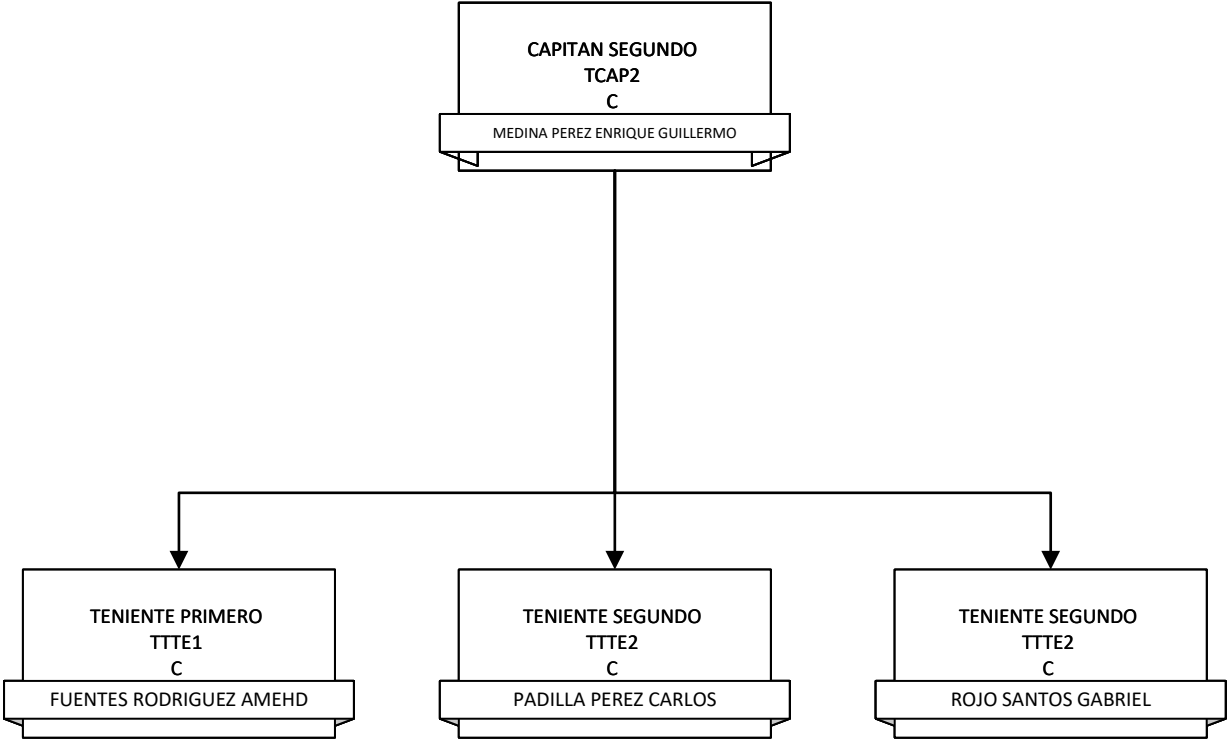 CAPITAN SEGUNDO
TCAP2
C
MEDINA PEREZ ENRIQUE GUILLERMO
TENIENTE PRIMERO
TTTE1
C
FUENTES RODRIGUEZ AMEHD
TENIENTE SEGUNDO
TTTE2
C
PADILLA PEREZ CARLOS
TENIENTE SEGUNDO
TTTE2
C
ROJO SANTOS GABRIEL